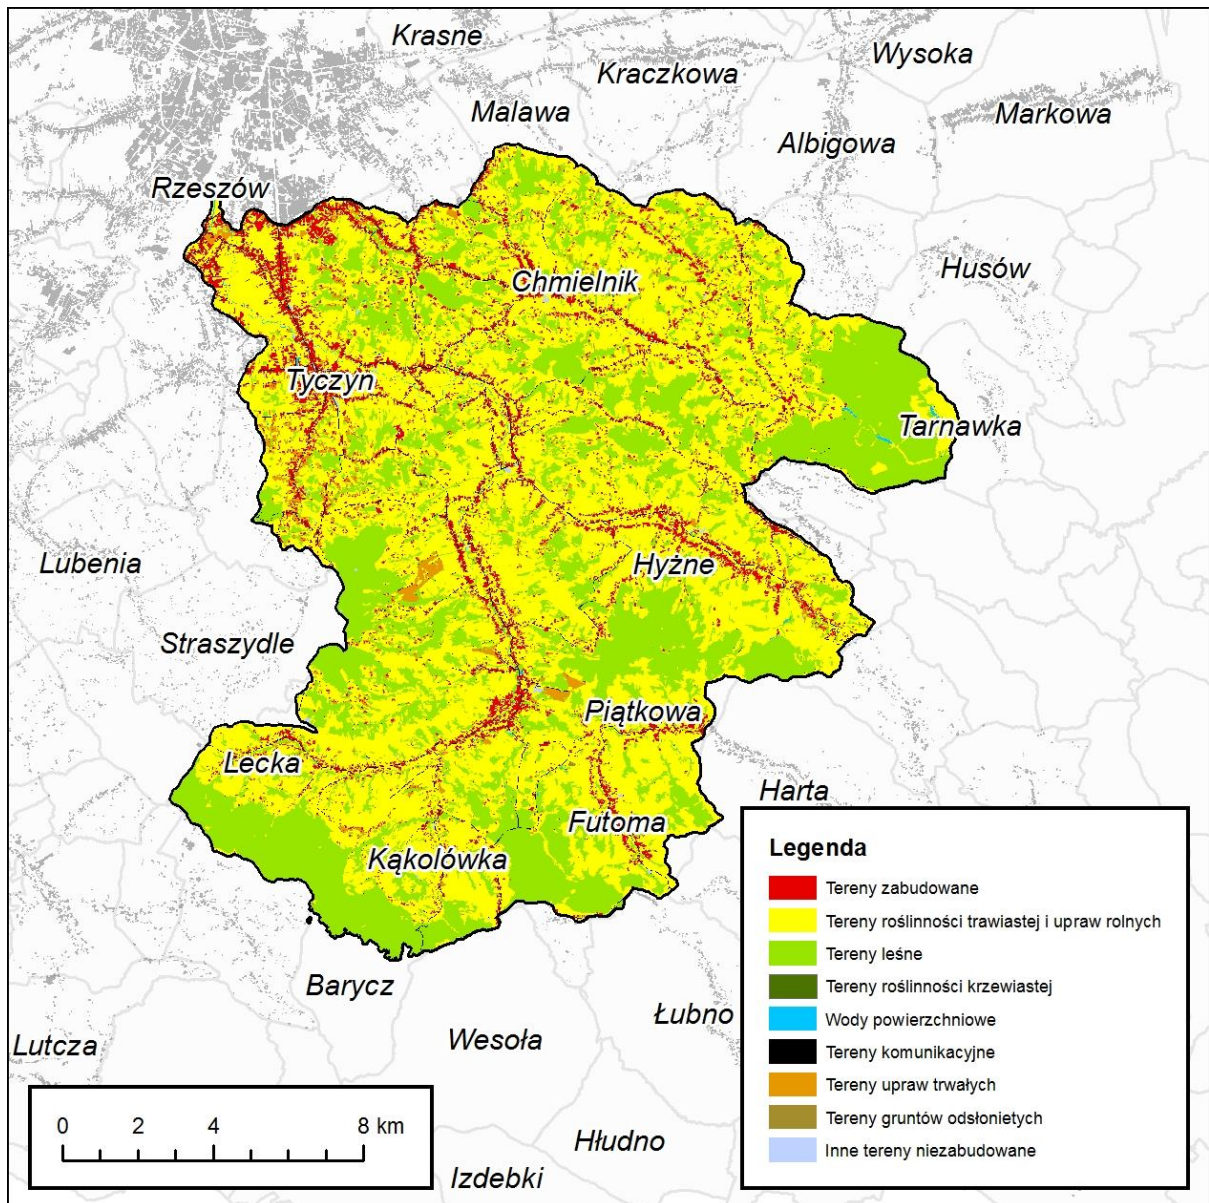 Krasne
Wysoka
Kraczkowa
Malawa
Markowa
Albigowa
Rzeszów
Husów
Chmielnik
Tyczyn
Tarnawka
Lubenia
Hyżne
Straszydle
Piątkowa
Lecka
Harta
Futoma
Kąkolówka
Barycz
Łubno
Wesoła
Lutcza
Hłudno
Izdebki
Legenda
Tereny zabudowane
Tereny roślinności trawiastej i upraw rolnych
Tereny leśne
Tereny roślinności krzewiastej
Wody powierzchniowe
Tereny komunikacyjne
Tereny upraw trwałych
Tereny gruntów odsłonietych
Inne tereny niezabudowane
0 2 4 8 km